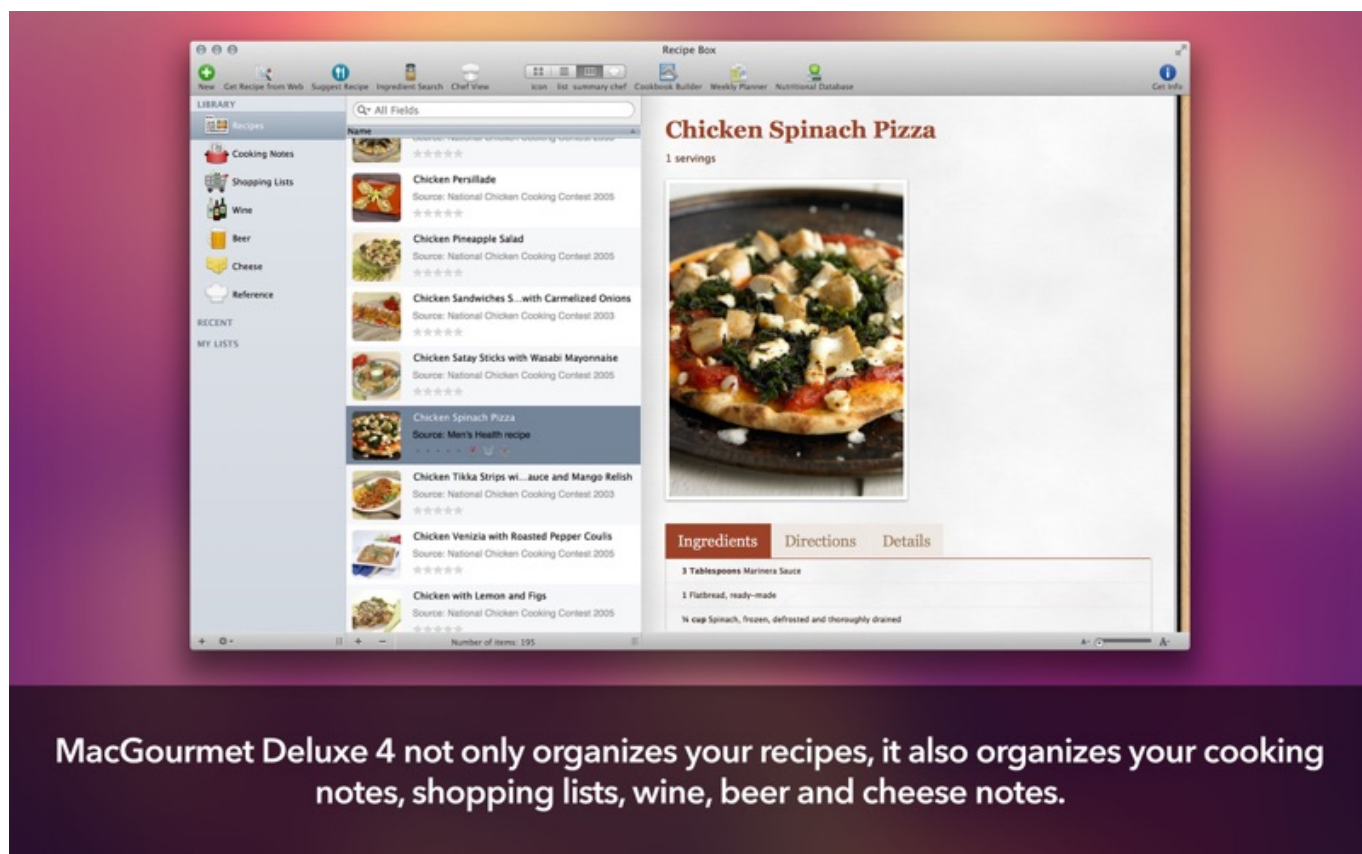 Recipe Box
New Get Recipe from Web Suggest Recipe Ingredient Search Chef View icon list summary chef Cookbook Builder Weekly Planner Nutritional Database Get Info
LIBRARY
Recipes
Cooking Notes
Shopping Lists
Wine
Beer
Cheese
Reference
RECENT
MY LISTS
All Fields
Name
Source: National Chicken Cooking Contest 2003
Chicken Persillade
Source: National Chicken Cooking Contest 2005
Chicken Pineapple Salad
Source: National Chicken Cooking Contest 2005
Chicken Sandwiches S...with Carmelized Onions
Source: National Chicken Cooking Contest 2003
Chicken Satay Sticks with Wasabi Mayonnaise
Source: National Chicken Cooking Contest 2005
Chicken Spinach Pizza
Source: Men's Health recipe
Chicken Tikka Strips wi...auce and Mango Relish
Source: National Chicken Cooking Contest 2003
Chicken Venizia with Roasted Pepper Coulis
Source: National Chicken Cooking Contest 2005
Chicken with Lemon and Figs
Source: National Chicken Cooking Contest 2005
Number of items: 195
Chicken Spinach Pizza
1 servings
Ingredients Directions Details
3 Tablespoons Marinera Sauce
1 Flatbread, ready-made
cup Spinach, frozen, defrosted and thoroughly drained
A- A+
MacGourmet Deluxe 4 not only organizes your recipes, it also organizes your cooking
notes, shopping lists, wine, beer and cheese notes.